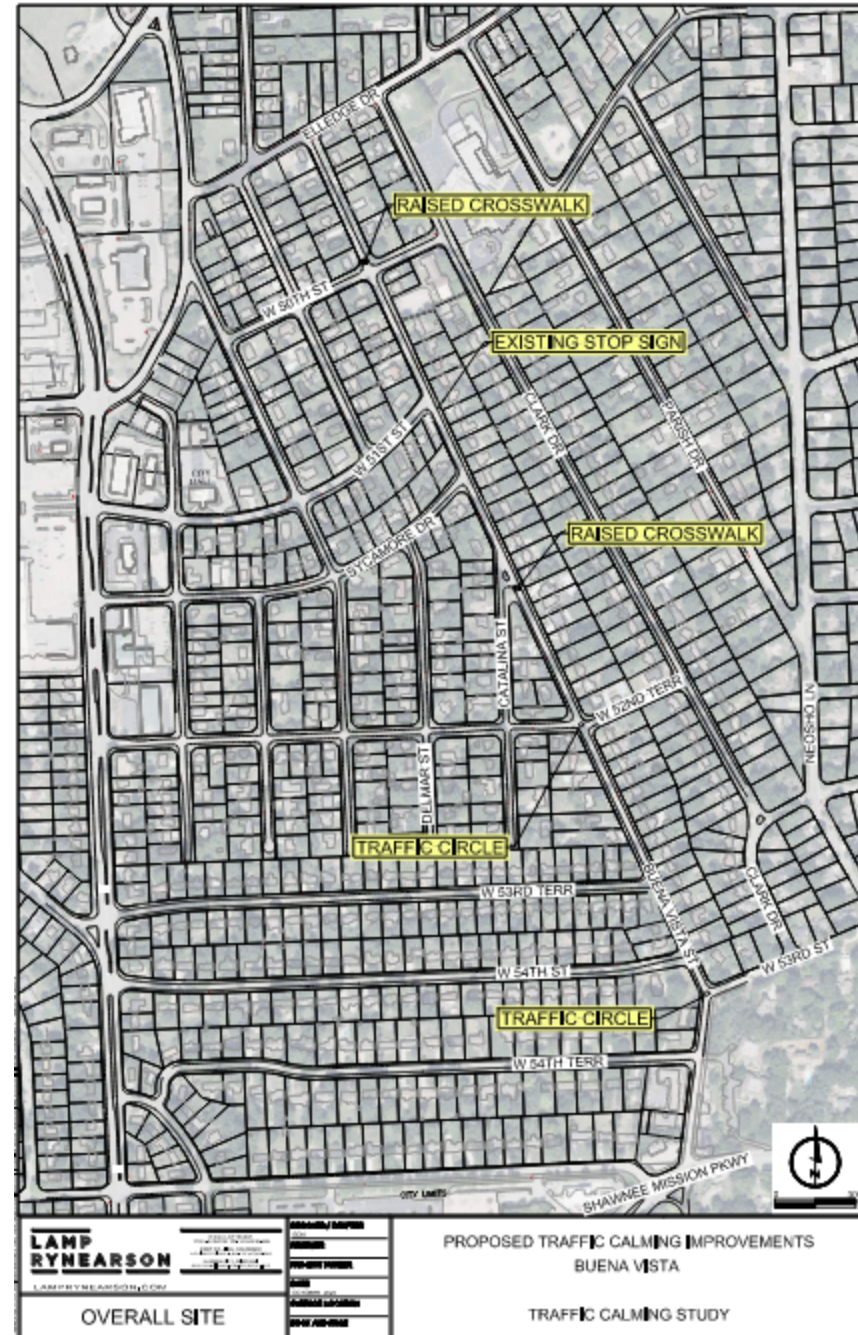 ELLEDGE DR
RAISED CROSSWALK
W 50TH ST
EXISTING STOP SIGN
CLARK DR
PARISH DR
W 51ST ST
CITY
HALL
SYCAMORE DR
RAISED CROSSWALK
CATALINA ST
W 52ND TERR
NEOSHO LN
DELMAR ST
TRAFFIC CIRCLE
W 53RD TERR
BUENA VISTA ST
CLARK DR
W 53RD ST
W 54TH ST
TRAFFIC CIRCLE
W 54TH TERR
N
CITY LIMITS
SHAWNEE MISSION PKWY
LAMP
RYNEARSON
LAMPRYNEARSON.COM
OVERALL SITE
PROPOSED TRAFFIC CALMING IMPROVEMENTS
BUENA VISTA
TRAFFIC CALMING STUDY